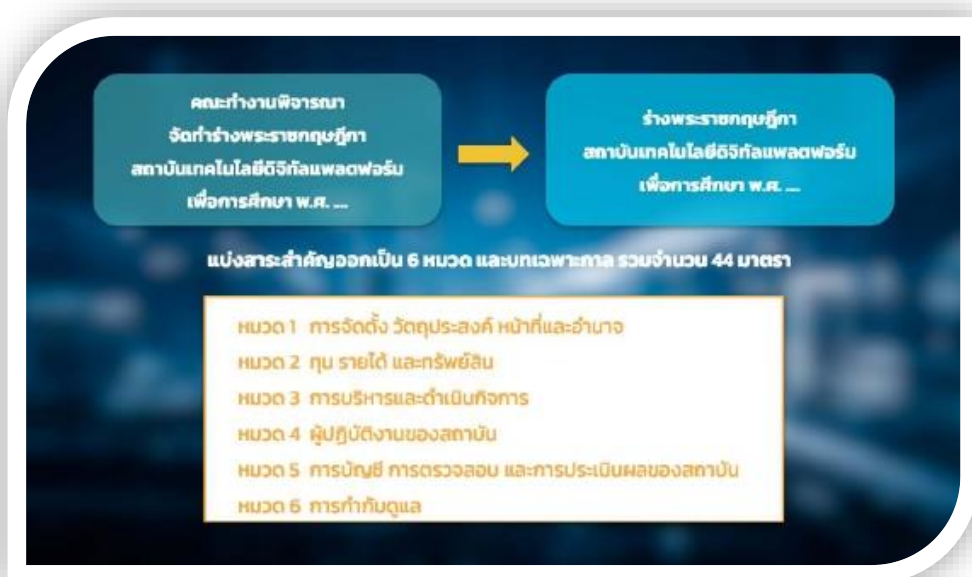 คณะทำงานพิจารณา
จัดทำร่างพระราชกฤษฎีกา
สถาบันเทคโนโลยีดิจิทัลแพลตฟอร์ม
เพื่อการศึกษา พ.ศ. ....
ร่างพระราชกฤษฎีกา
สถาบันเทคโนโลยีดิจิทัลแพลตฟอร์ม
เพื่อการศึกษา พ.ศ. ....
แบ่งสาระสำคัญออกเป็น 6 หมวด และบทเฉพาะกาล รวมจำนวน 44 มาตรา
หมวด 1 การจัดตั้ง วัตถุประสงค์ หน้าที่และอำนาจ
หมวด 2 ทุน รายได้ และทรัพย์สิน
หมวด 3 การบริหารและดำเนินกิจการ
หมวด 4 ผู้ปฏิบัติงานของสถาบัน
หมวด 5 การบัญชี การตรวจสอบ และการประเมินผลของสถาบัน
หมวด 6 การกำกับดูแล